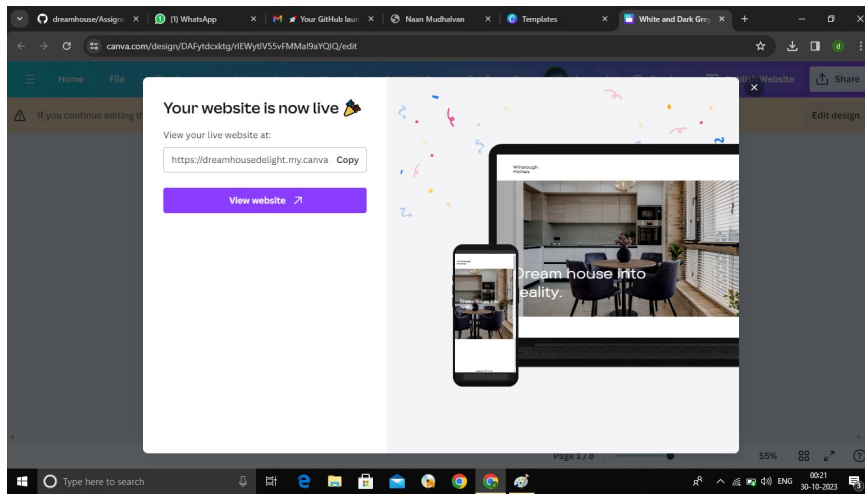 dreamhouse/Assignm
(1) WhatsApp
Your GitHub laun
Naan Mudhalvan
Templates
White and Dark Grey
canva.com/design/DAFytdcxktg/rIEWytIV55vFMMaI9aYQIQ/edit
Home
File
Website
Share
If you continue editing th
Edit design
Your website is now live
View your live website at:
https://dreamhousedelight.my.canva
Copy
View website
Winslough
Homes
Dream house into
reality.
Page 1 / 8
55%
Type here to search
ENG
00:21
30-10-2023